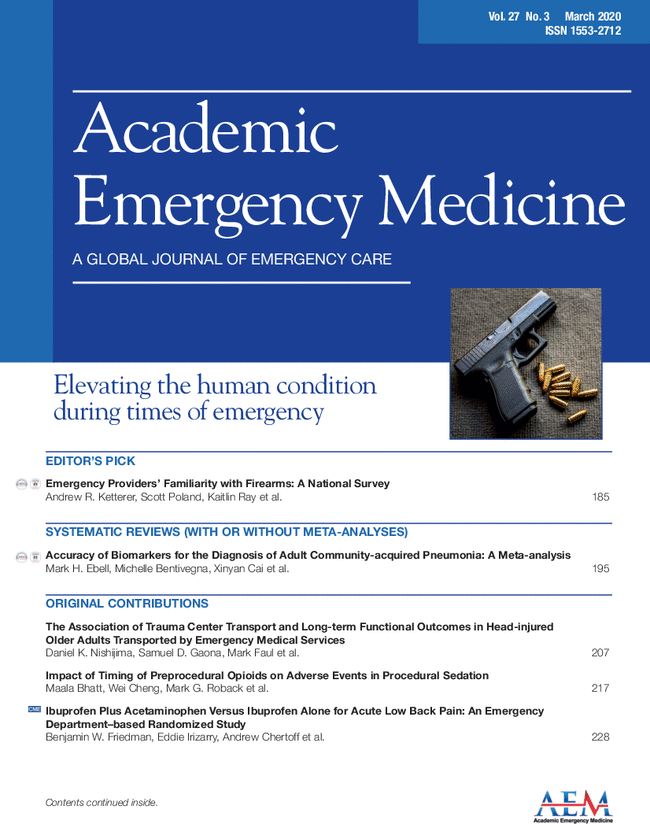 Vol. 27 No. 3 March 2020
ISSN 1553-2712
Academic
Emergency Medicine
A GLOBAL JOURNAL OF EMERGENCY CARE
Elevating the human condition
during times of emergency
EDITOR'S PICK
Emergency Providers' Familiarity with Firearms: A National Survey
Andrew R. Ketterer, Scott Poland, Kaitlin Ray et al. 185
SYSTEMATIC REVIEWS (WITH OR WITHOUT META-ANALYSES)
Accuracy of Biomarkers for the Diagnosis of Adult Community-acquired Pneumonia: A Meta-analysis
Mark H. Ebell, Michelle Bentivegna, Xinyan Cai et al. 195
ORIGINAL CONTRIBUTIONS
The Association of Trauma Center Transport and Long-term Functional Outcomes in Head-injured
Older Adults Transported by Emergency Medical Services
Daniel K. Nishijima, Samuel D. Gaona, Mark Faul et al. 207
Impact of Timing of Preprocedural Opioids on Adverse Events in Procedural Sedation
Maala Bhatt, Wei Cheng, Mark G. Roback et al. 217
CME Ibuprofen Plus Acetaminophen Versus Ibuprofen Alone for Acute Low Back Pain: An Emergency
Department–based Randomized Study
Benjamin W. Friedman, Eddie Irizarry, Andrew Chertoff et al. 228
Contents continued inside.
AEM
Academic Emergency Medicine